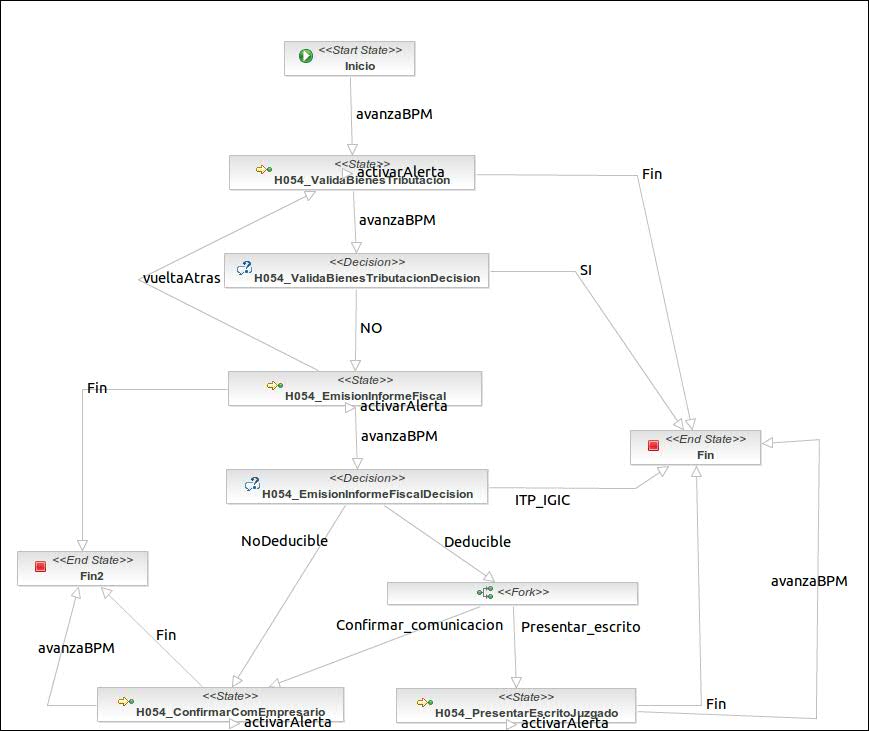 <<Start State>>
Inicio
avanzaBPM
<<State>>
activarAlerta
H054_ValidaBienesTributacion
Fin
avanzaBPM
<<Decision>>
H054_ValidaBienesTributacionDecision
SI
vueltaAtras
NO
<<State>>
H054_EmisionInformeFiscal
Fin
activarAlerta
avanzaBPM
<<End State>>
Fin
<<Decision>>
H054_EmisionInformeFiscalDecision
ITP_IGIC
NoDeducible
Deducible
<<End State>>
Fin2
avanzaBPM
<<Fork>>
Confirmar_comunicacion
Presentar_escrito
Fin
avanzaBPM
<<State>>
H054_ConfirmarComEmpresario
activarAlerta
<<State>>
H054_PresentarEscritoJuzgado
activarAlerta
Fin